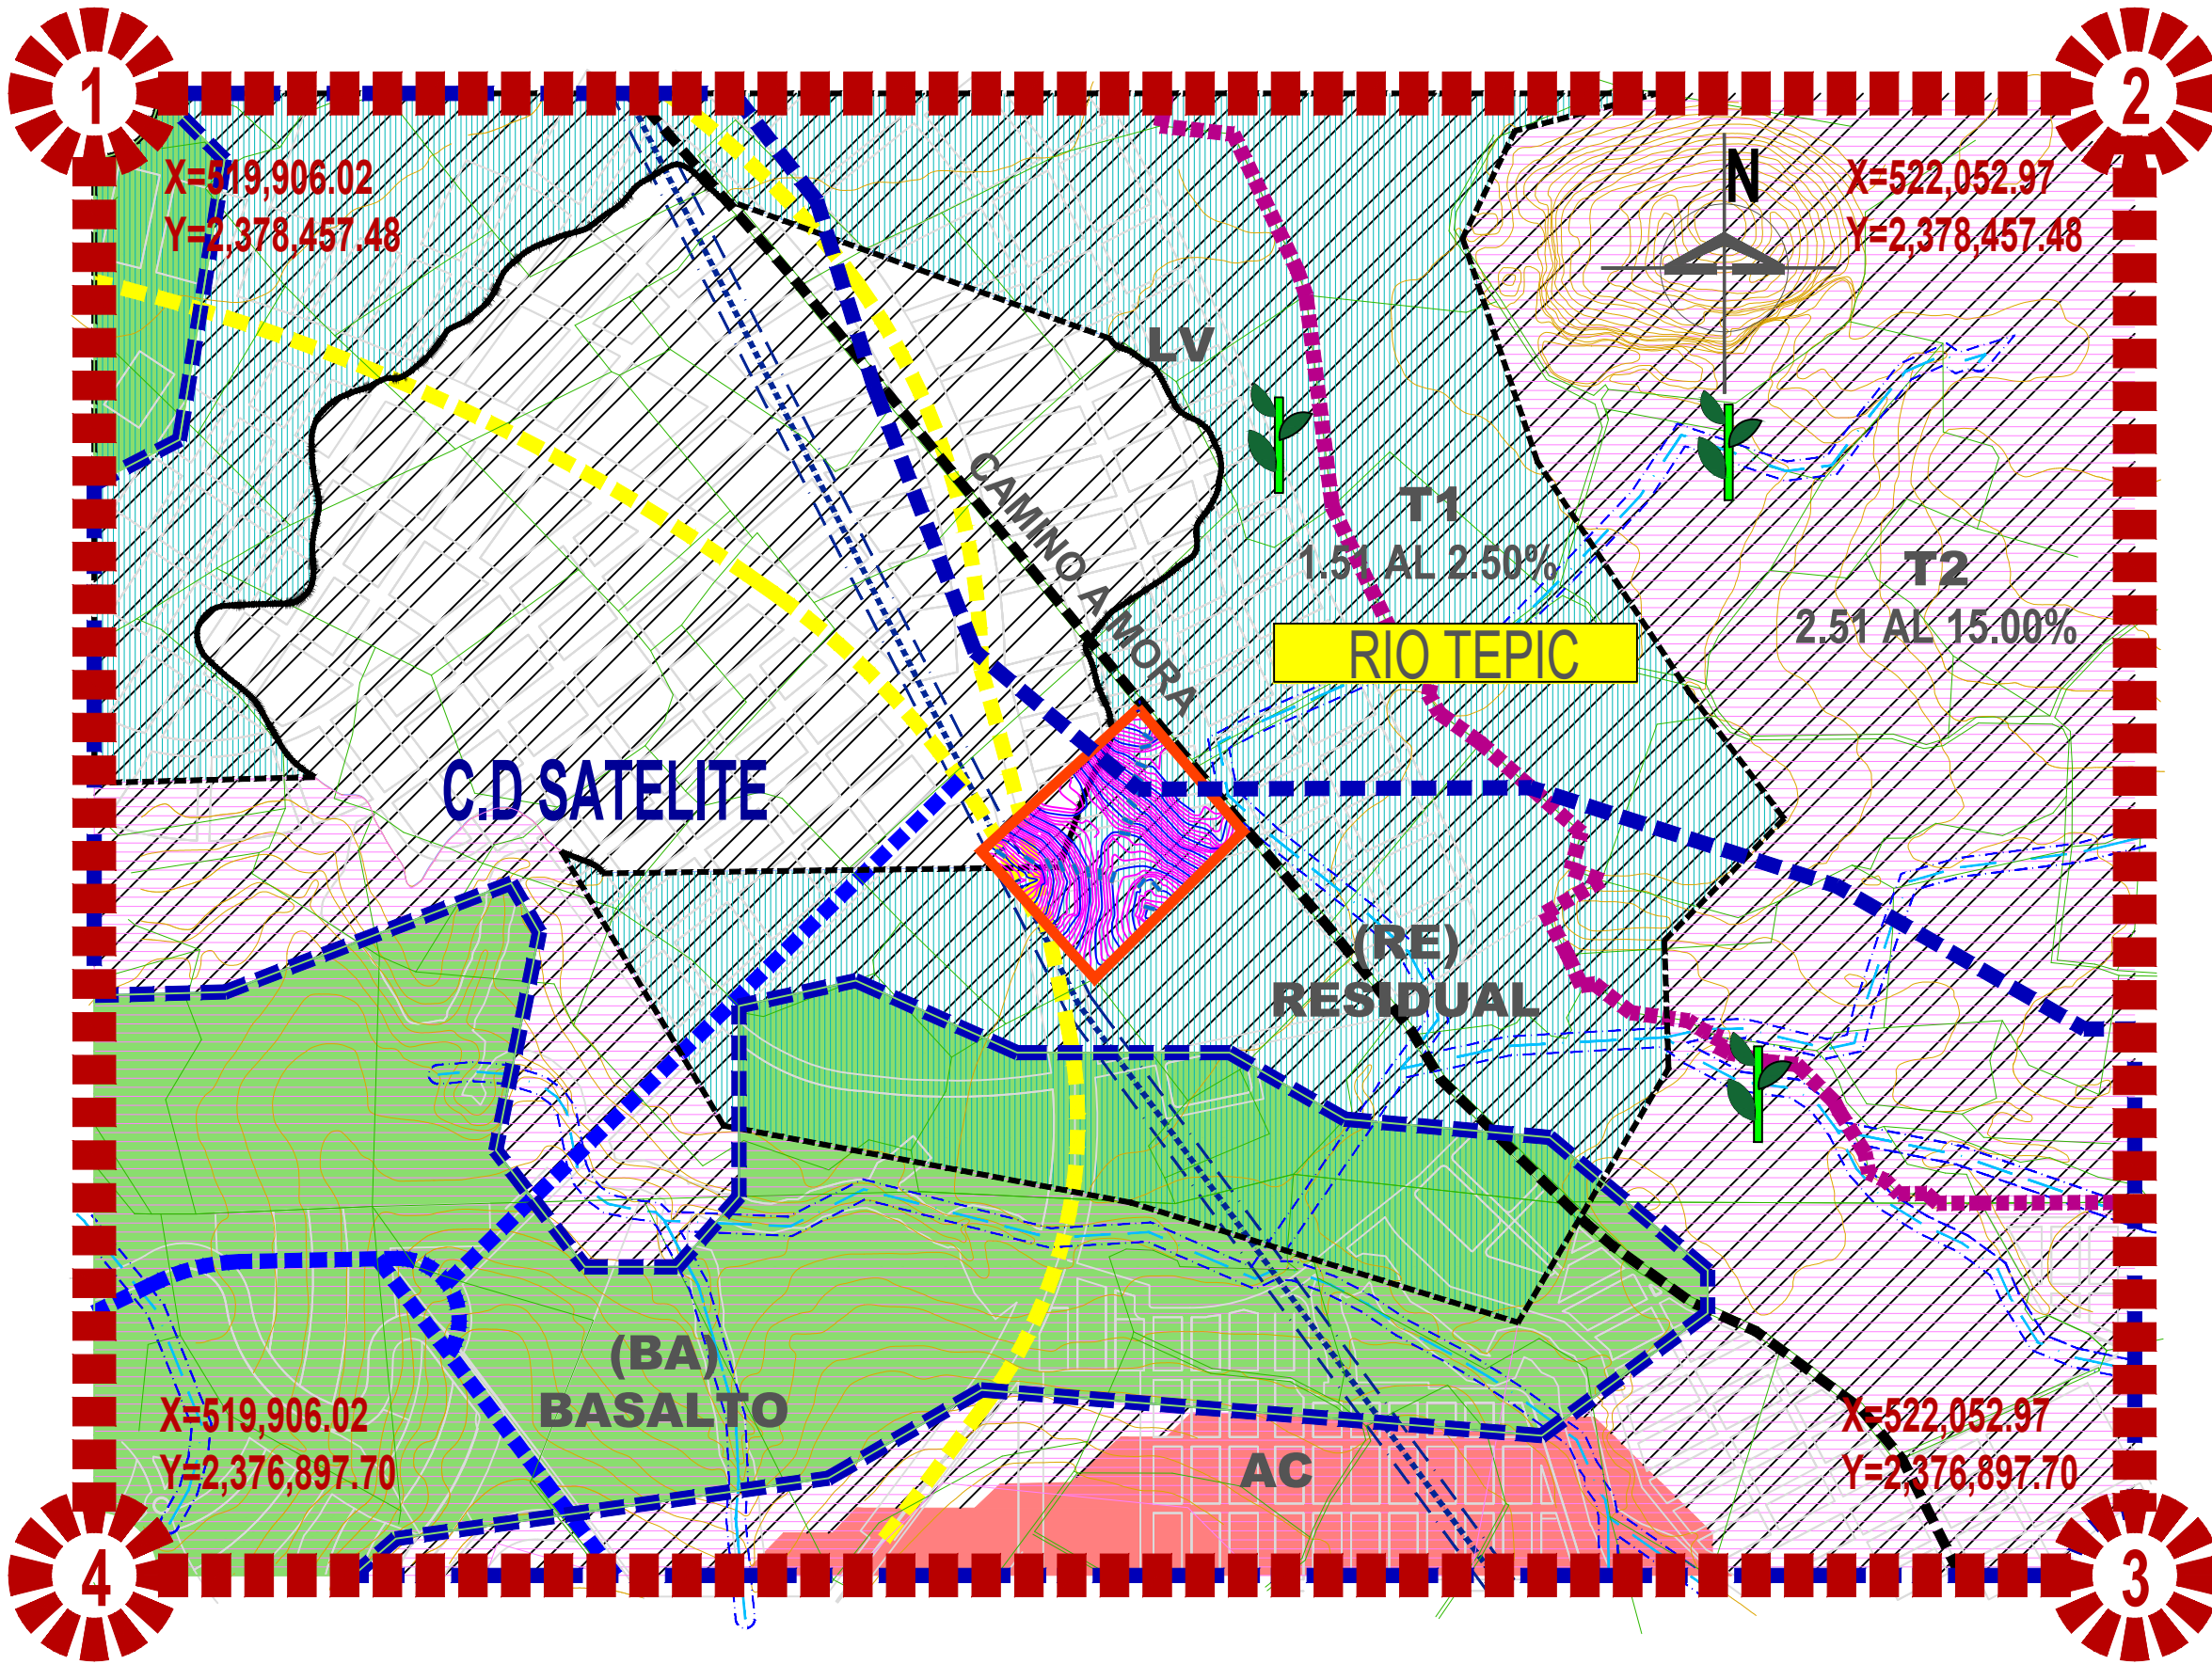 1
2
X=519,906.02
Y=2,378,457.48
N
X=522,052.97
Y=2,378,457.48
LV
CAMINO A MORA
T1
1.51 AL 2.50%
T2
2.51 AL 15.00%
RIO TEPIC
C.D SATELITE
(RE)
RESIDUAL
(BA)
BASALTO
AC
X=519,906.02
Y=2,376,897.70
X=522,052.97
Y=2,376,897.70
4
3